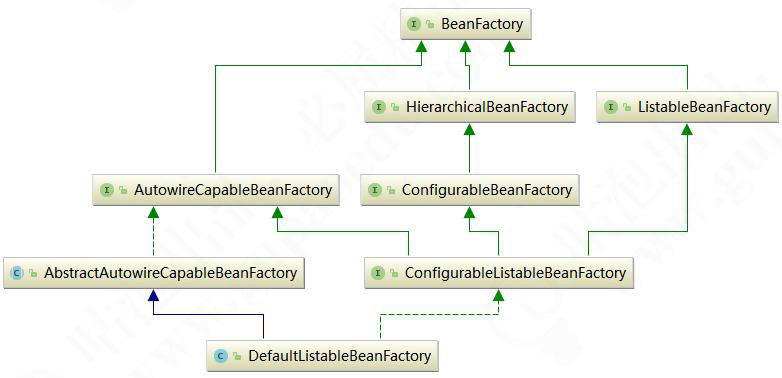 BeanFactory
HierarchicalBeanFactory
ListableBeanFactory
AutowireCapableBeanFactory
ConfigurableBeanFactory
AbstractAutowireCapableBeanFactory
ConfigurableListableBeanFactory
DefaultListableBeanFactory